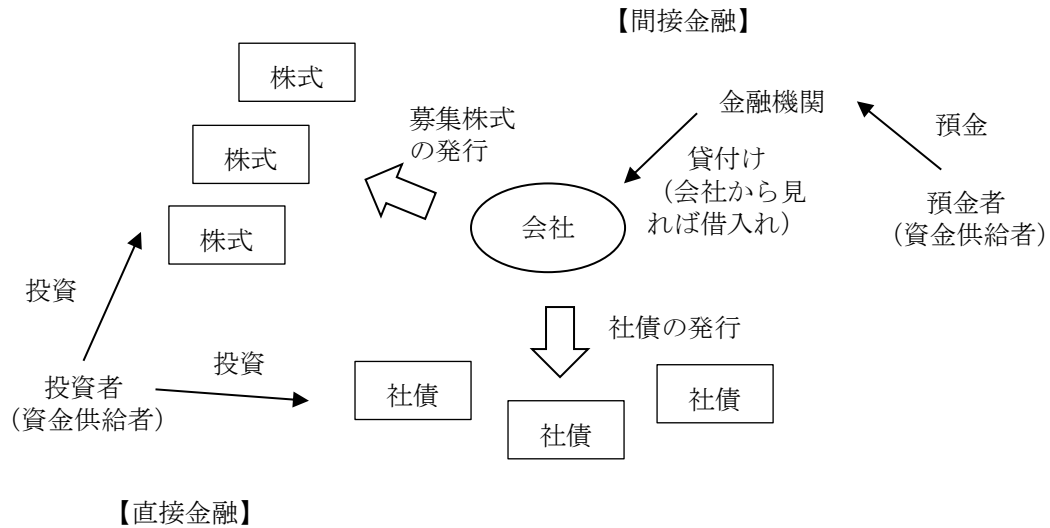 【間接金融】
株式
株式
株式
募集株式
の発行
会社
金融機関
貸付け
（会社から見
れば借入れ）
預金
預金者
（資金供給者）
投資
投資者
（資金供給者）
投資
社債の発行
社債
社債
社債
【直接金融】